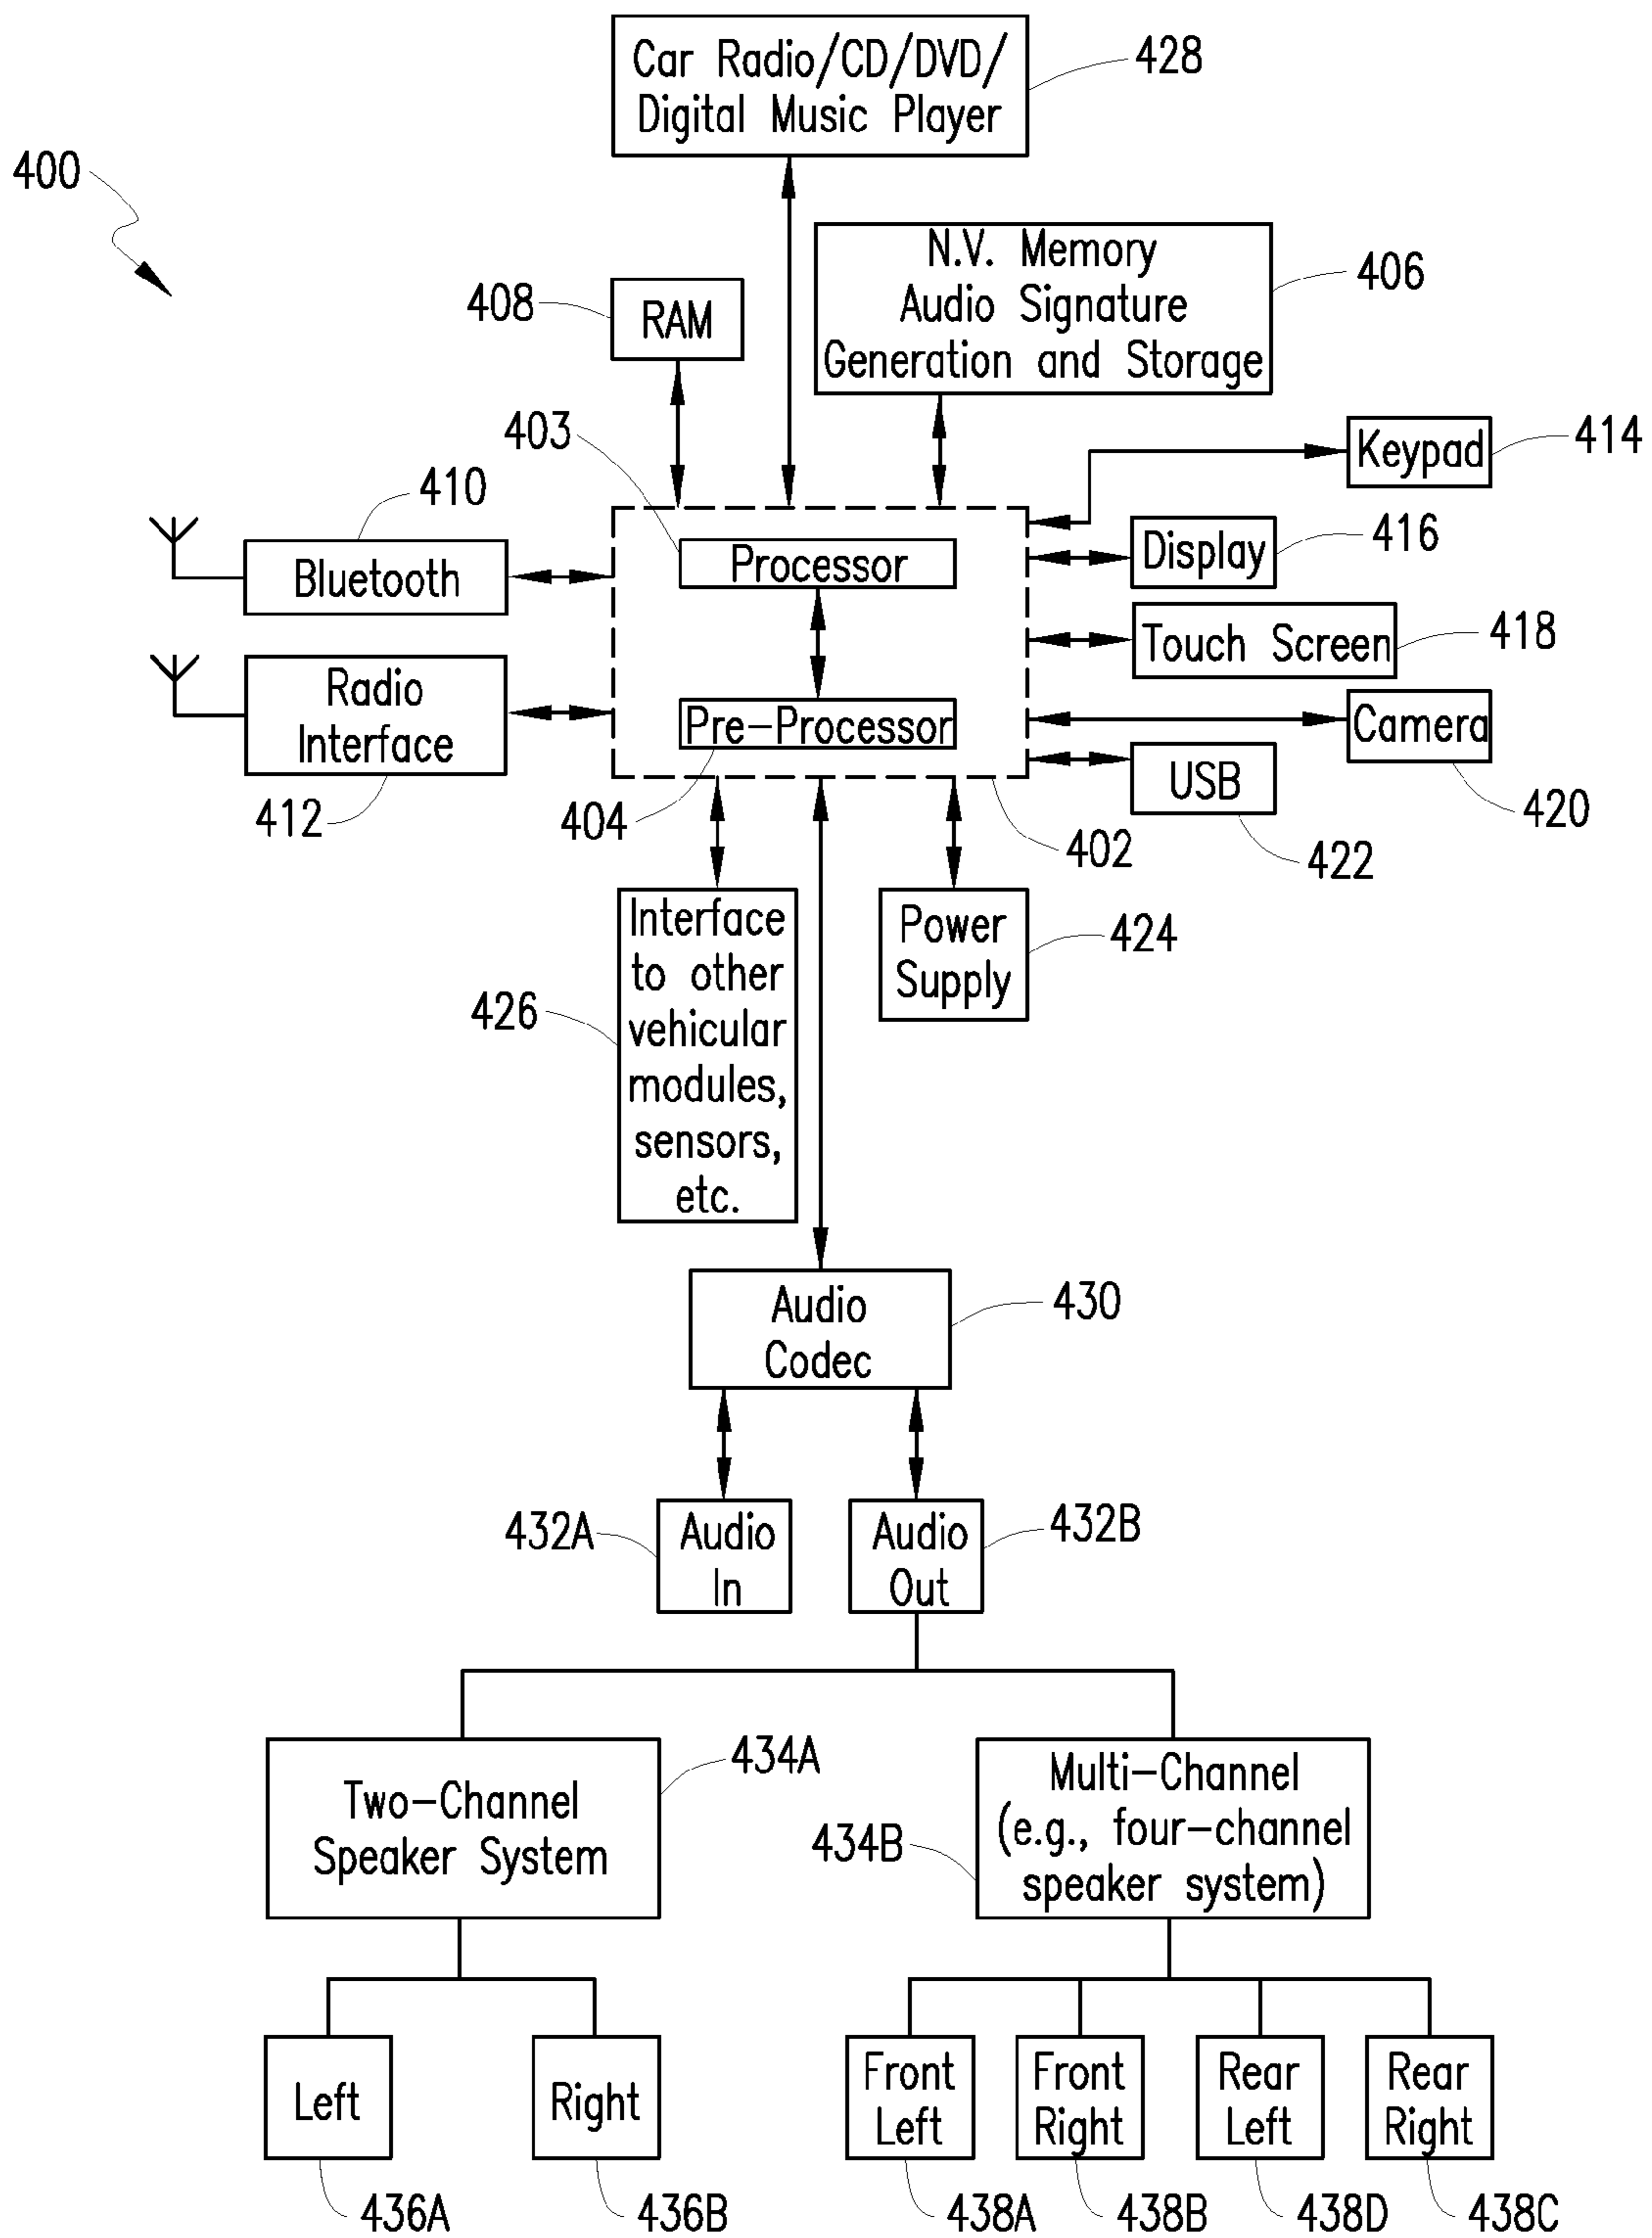 Car Radio/CD/DVD/
Digital Music Player
428
400
N.V. Memory
Audio Signature
Generation and Storage
406
408
RAM
403
Keypad
414
410
Bluetooth
Processor
Display
416
Touch Screen
418
Radio
Interface
412
Pre-Processor
404
402
Camera
420
USB
422
Interface
to other
vehicular
modules,
sensors,
etc.
426
Power
Supply
424
Audio
Codec
430
432A
Audio
In
Audio
Out
432B
Two-Channel
Speaker System
434A
Multi-Channel
(e.g., four-channel
speaker system)
434B
Left
Right
Front
Left
Front
Right
Rear
Left
Rear
Right
436A
436B
438A
438B
438D
438C